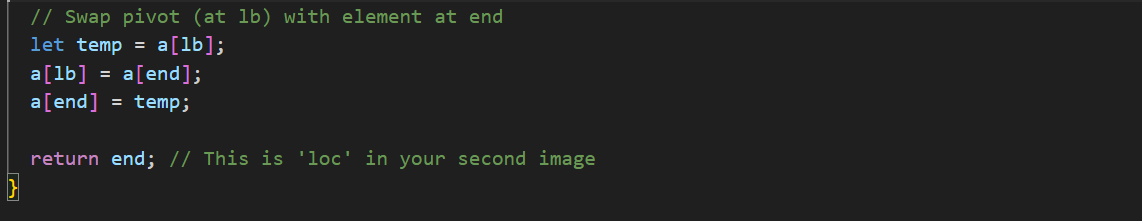 // Swap pivot (at lb) with element at end
let temp = a[lb];
a[lb] = a[end];
a[end] = temp;
return end; // This is 'loc' in your second image
}